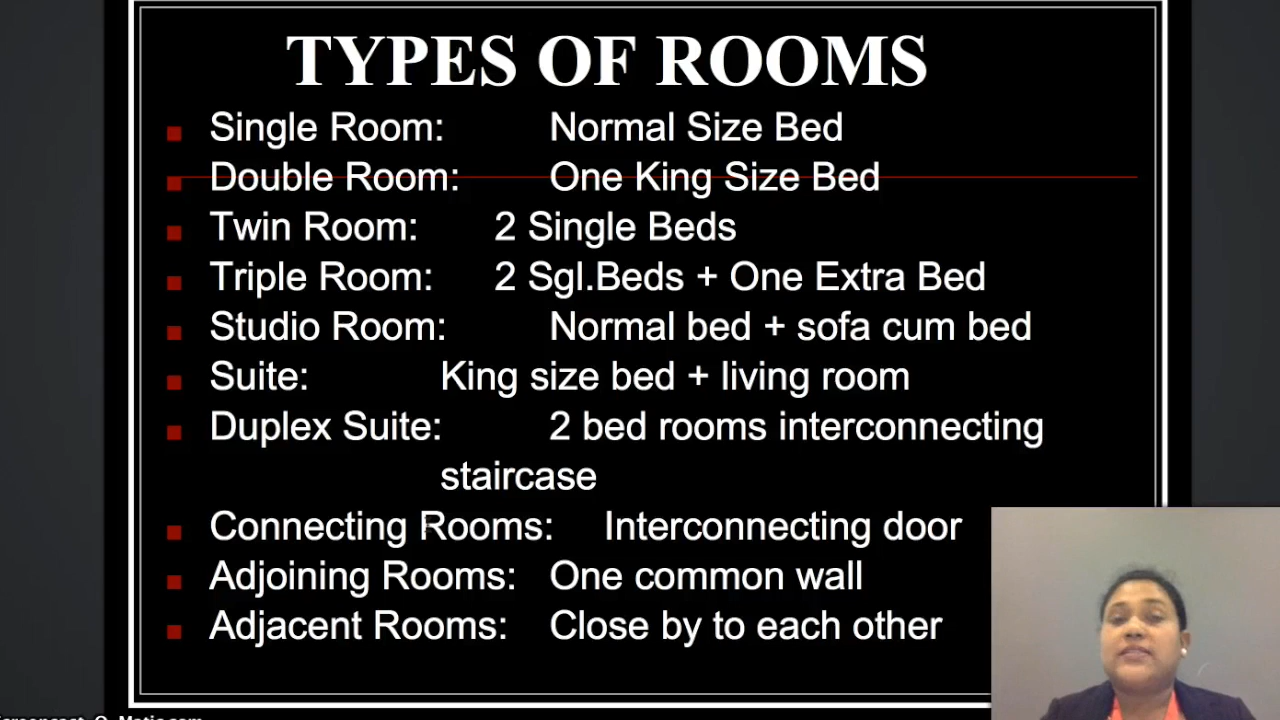 TYPES OF ROOMS
Single Room: Normal Size Bed
Double Room: One King Size Bed
Twin Room: 2 Single Beds
Triple Room: 2 Sgl.Beds + One Extra Bed
Studio Room: Normal bed + sofa cum bed
Suite: King size bed + living room
Duplex Suite: 2 bed rooms interconnecting
staircase
Connecting Rooms: Interconnecting door
Adjoining Rooms: One common wall
Adjacent Rooms: Close by to each other